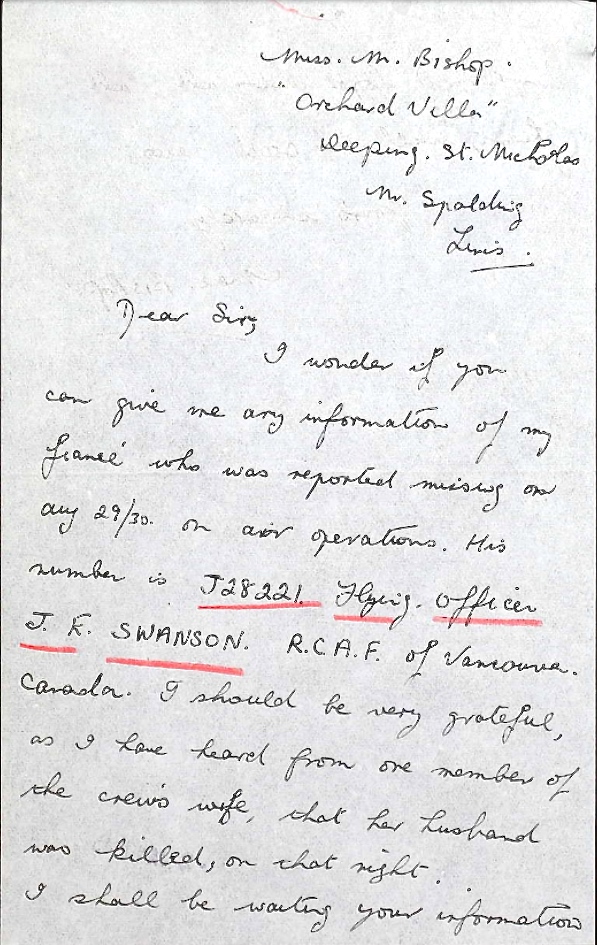 Miss. M. Bishop.
"Orchard Villa"
Deeping. St. Nicholas
Nr. Spalding
Lincs.
Dear Sir,
I wonder if you
can give me any information of my
fiancé who was reported missing on
Aug 29/30. on air operations. His
number is J28221. Flying. Officer
J. E. SWANSON. R.C.A.F. of Vancouver.
Canada. I should be very grateful,
as I have heard from one member of
the crew's wife, that her husband
was killed, on that night.
I shall be waiting your information